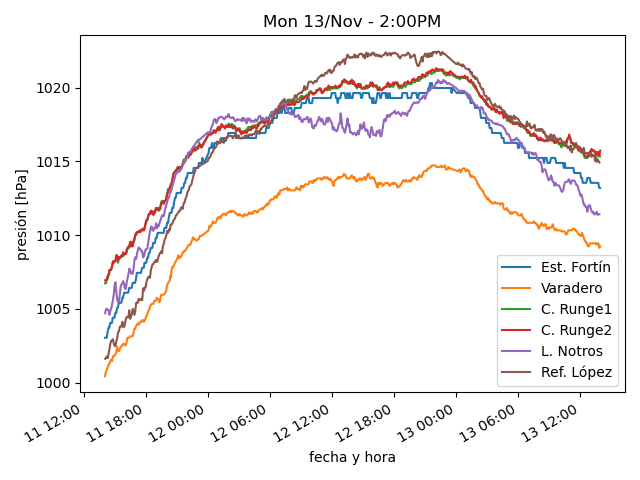 Mon 13/Nov - 2:00PM
presión [hPa]
1020
1015
1010
1005
1000
Est. Fortín
Varadero
C. Runge1
C. Runge2
L. Notros
Ref. López
11 12:00
11 18:00
12 00:00
12 06:00
12 12:00
12 18:00
13 00:00
13 06:00
13 12:00
fecha y hora